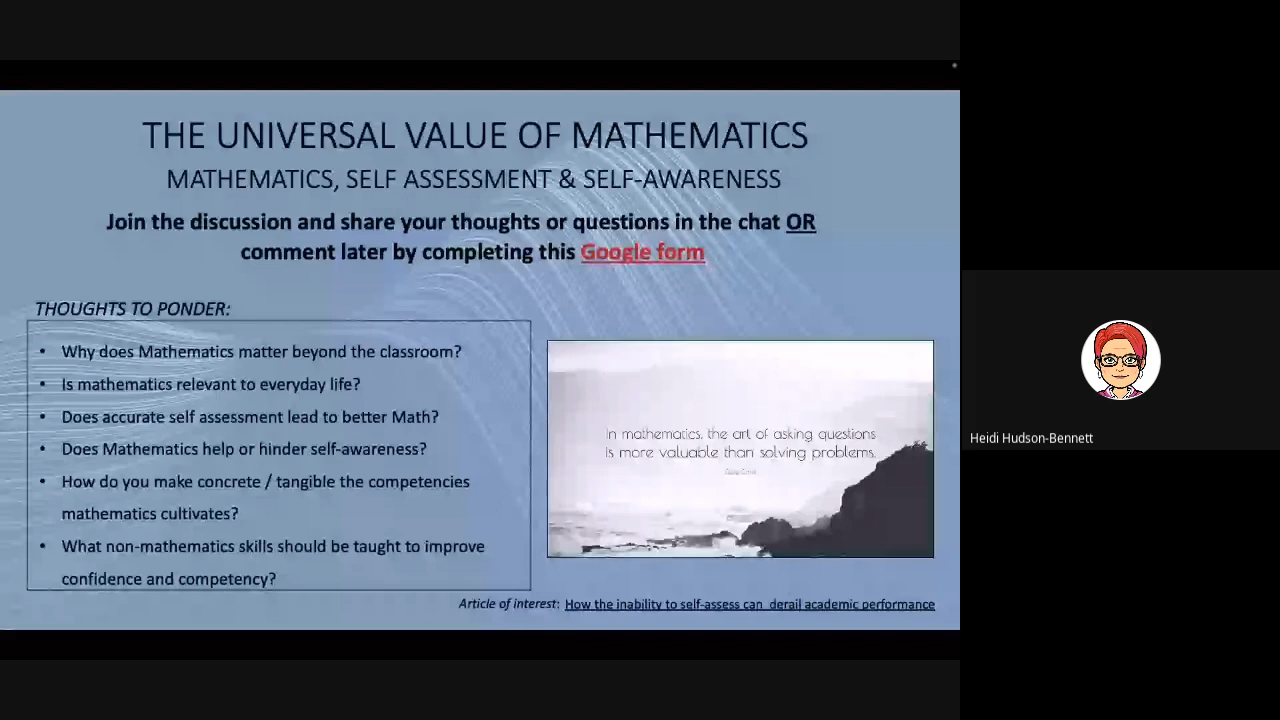 THE UNIVERSAL VALUE OF MATHEMATICS
MATHEMATICS, SELF ASSESSMENT & SELF-AWARENESS
Join the discussion and share your thoughts or questions in the chat OR
comment later by completing this Google form
THOUGHTS TO PONDER:
• Why does Mathematics matter beyond the classroom?
• Is mathematics relevant to everyday life?
• Does accurate self assessment lead to better Math?
• Does Mathematics help or hinder self-awareness?
• How do you make concrete / tangible the competencies
mathematics cultivates?
• What non-mathematics skills should be taught to improve
confidence and competency?
In mathematics, the art of asking questions
is more valuable than solving problems.
Article of interest: How the inability to self-assess can derail academic performance
Heidi Hudson-Bennett